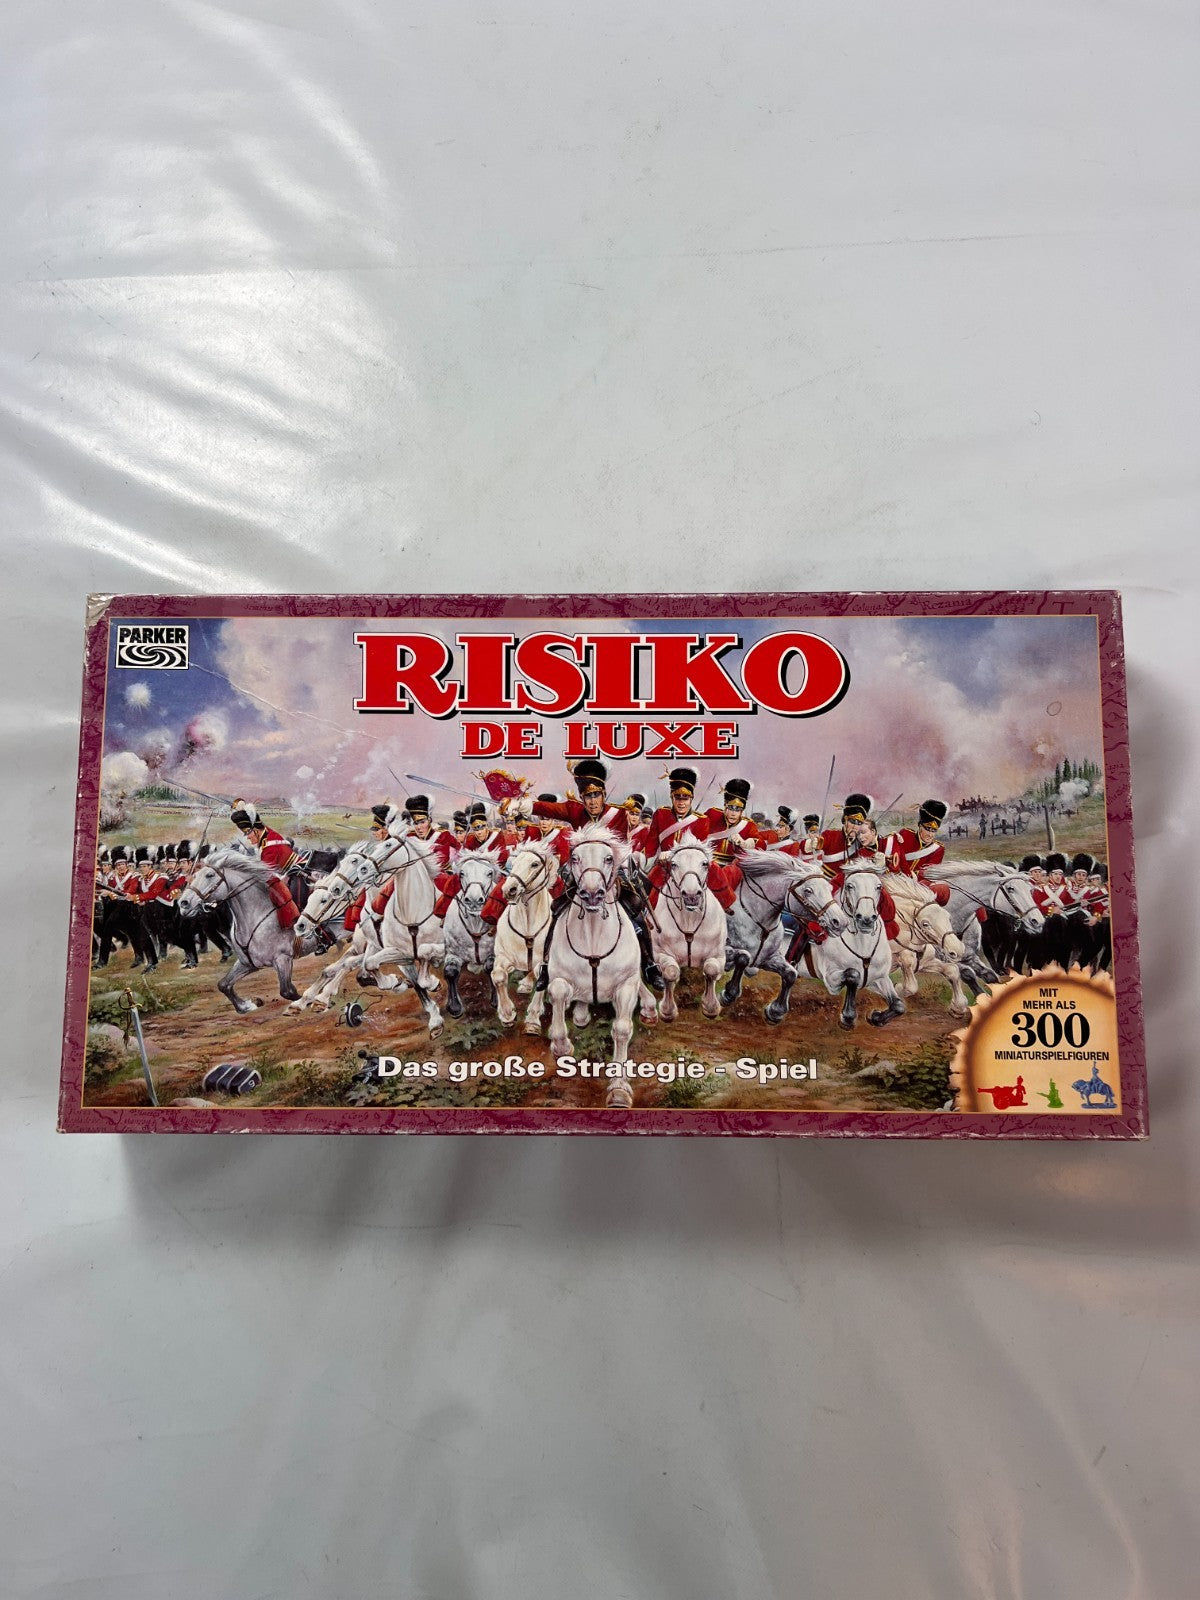 PARKER
RISIKO
DE LUXE
Das große Strategie - Spiel
MIT
MEHR ALS
300
MINIATURSPIELFIGUREN